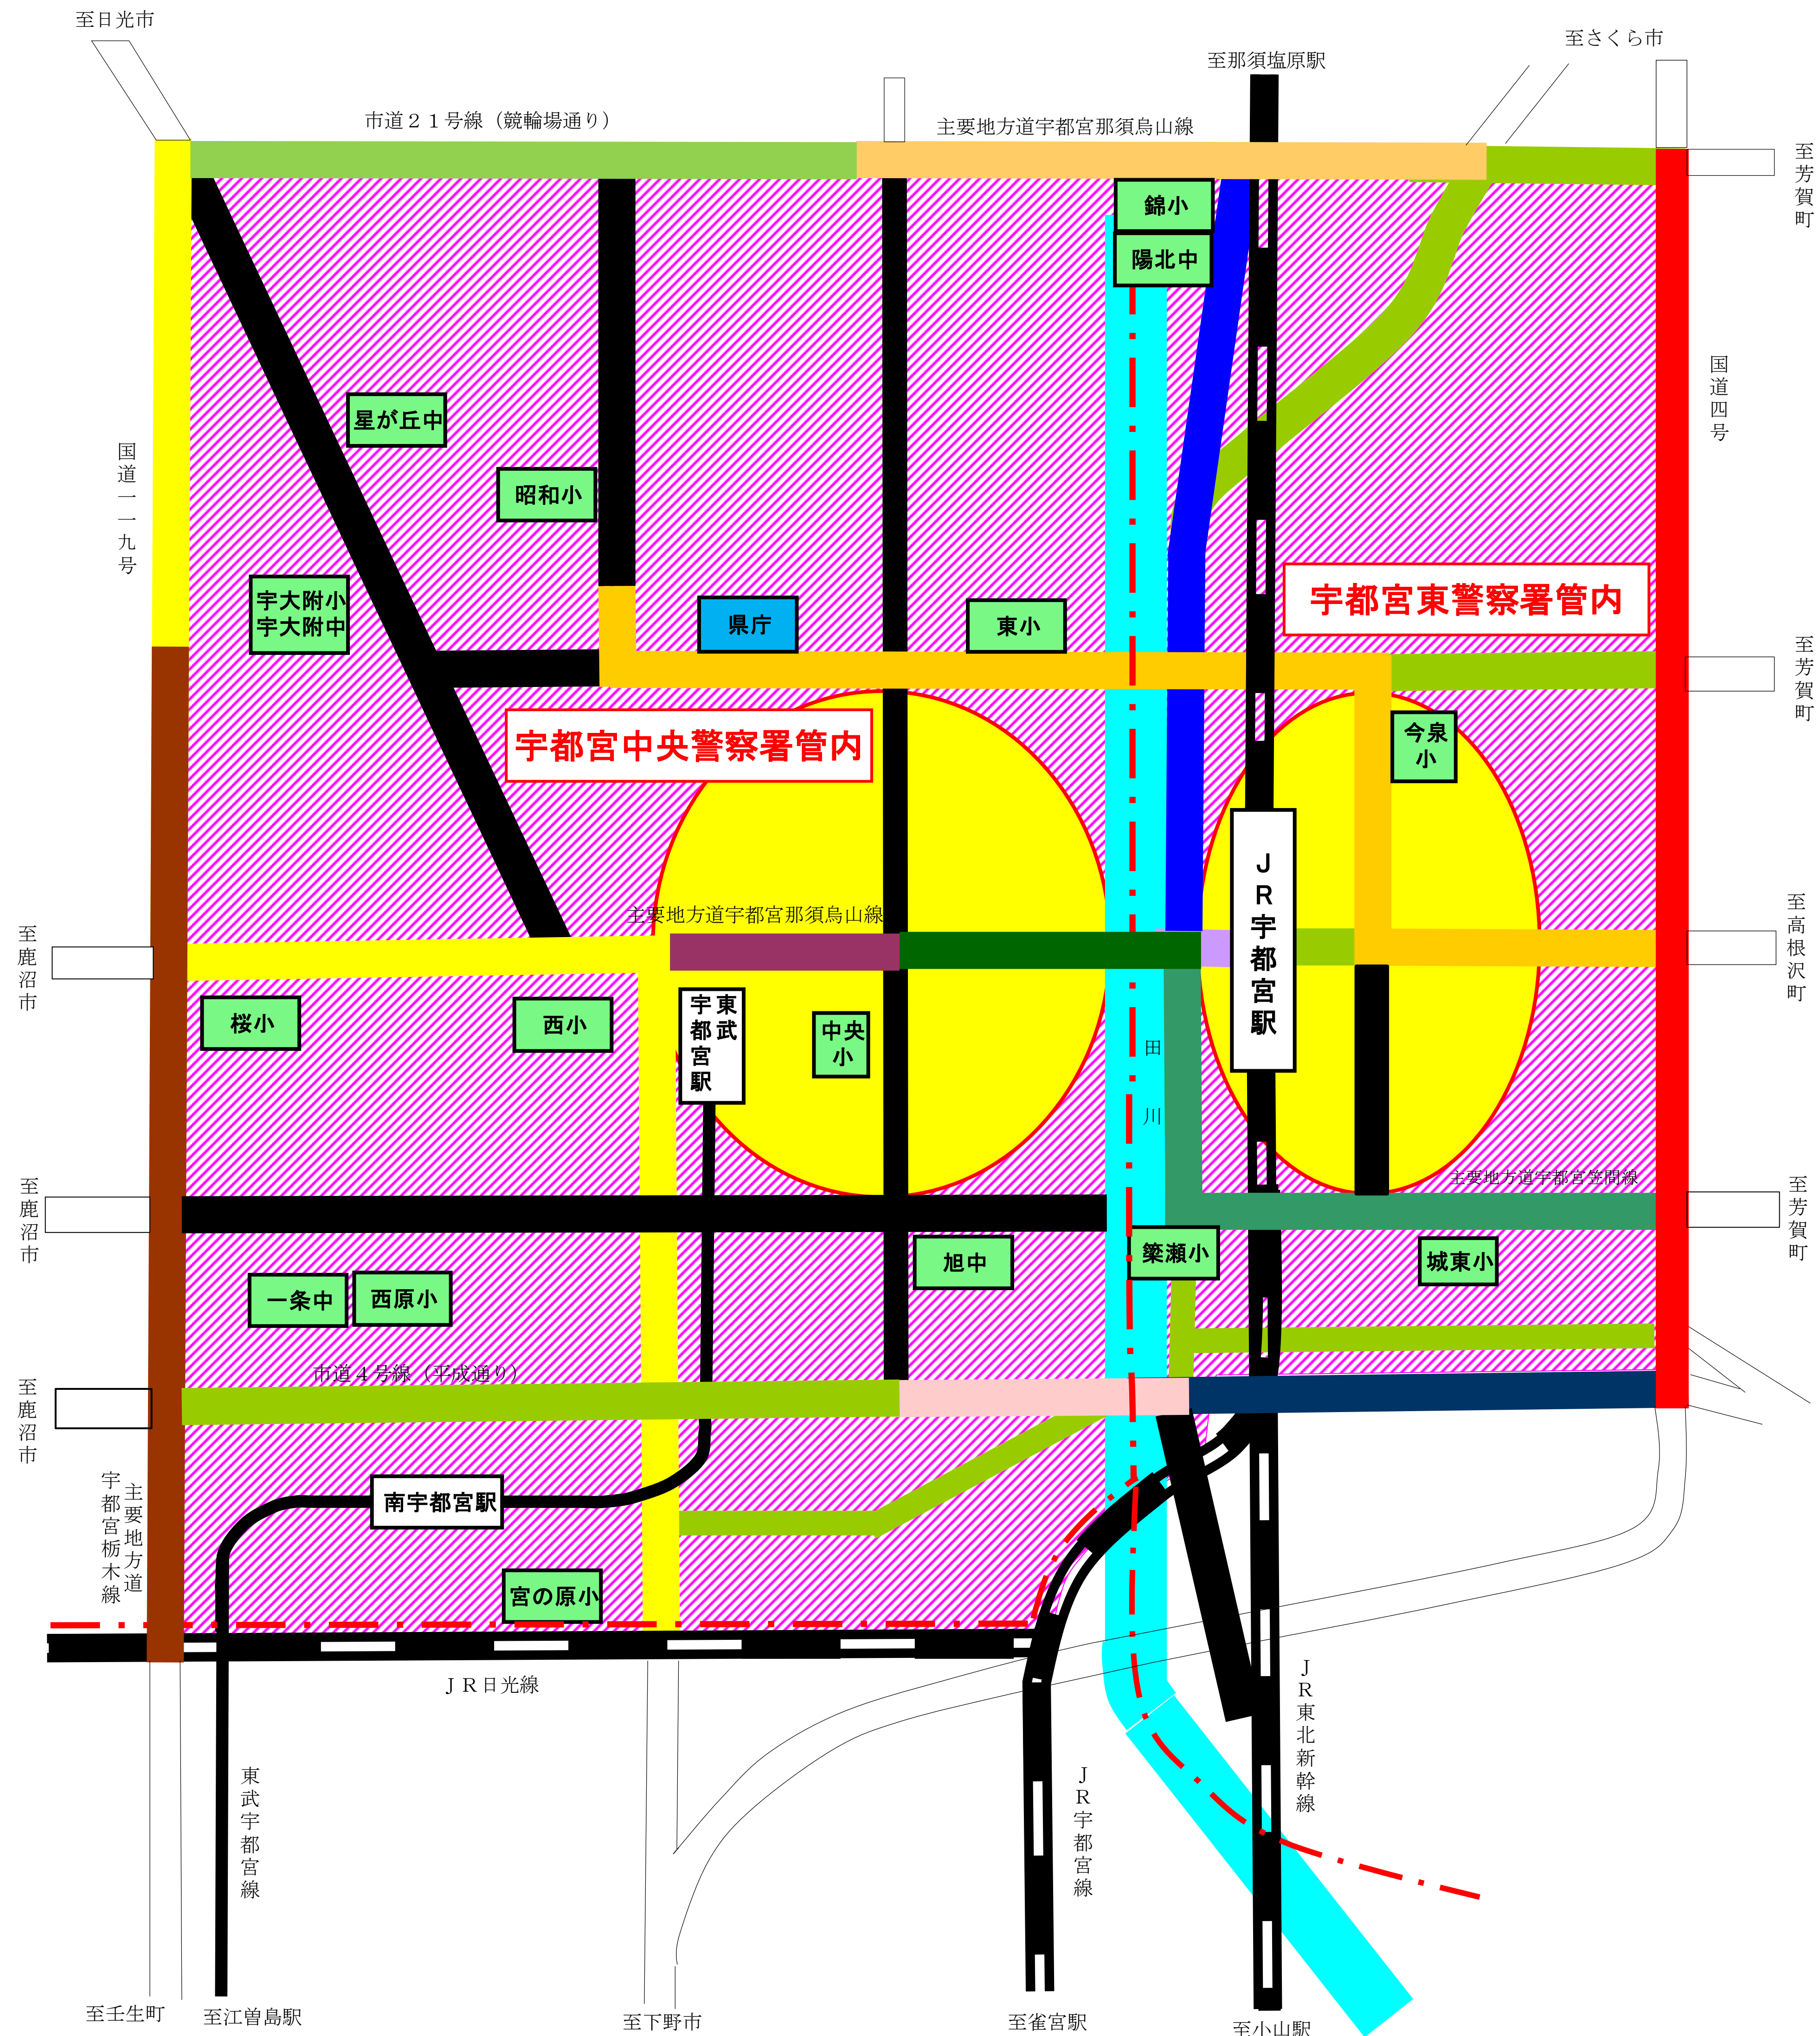 至日光市
至さくら市
至那須塩原駅
市道２１号線（競輪場通り）
主要地方道宇都宮那須烏山線
至芳賀町
錦小
陽北中
国道四号
星が丘中
国道一一九号
昭和小
宇都宮東警察署管内
宇大附小
宇大附中
県庁
東小
至芳賀町
宇都宮中央警察署管内
今泉
小
ＪＲ宇都宮駅
主要地方道宇都宮那須烏山線
至鹿沼市
至高根沢町
桜小
西小
東武
宇都宮駅
中央
小
田川
至鹿沼市
主要地方道宇都宮笠間線
至芳賀町
旭中
簗瀬小
城東小
一条中
西原小
市道４号線（平成通り）
至鹿沼市
主要地方道
宇都宮栃木線
南宇都宮駅
宮の原小
ＪＲ日光線
ＪＲ東北新幹線
東武宇都宮線
ＪＲ宇都宮線
至壬生町
至江曽島駅
至下野市
至雀宮駅
至小山駅